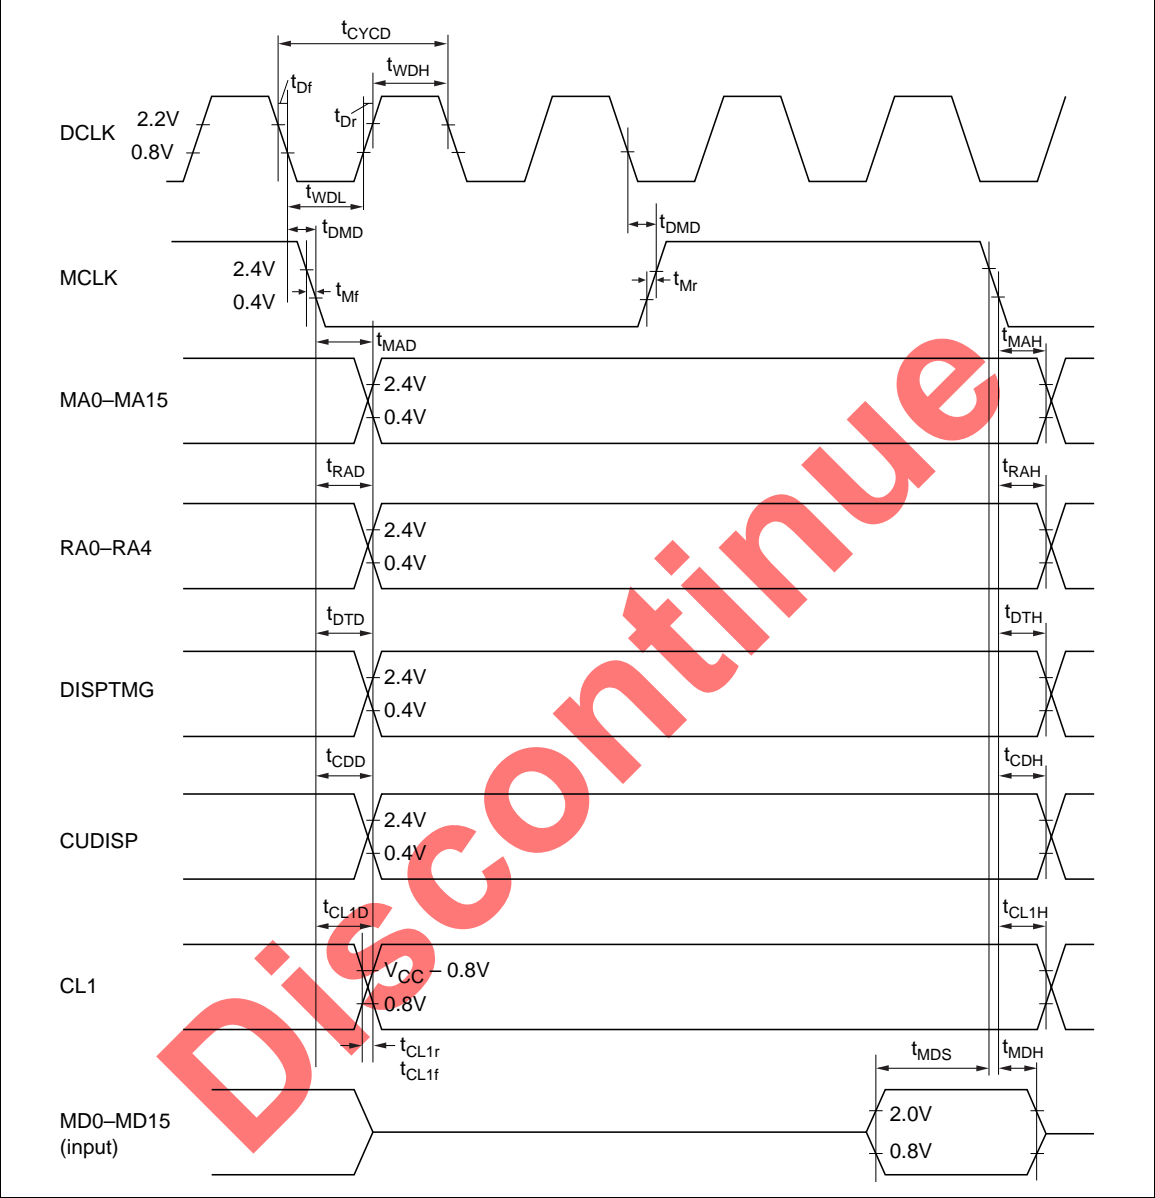 tCYCD
tWDH
tDf
tDr
DCLK
2.2V
0.8V
tWDL
tDMD
tDMD
MCLK
2.4V
0.4V
tMf
tMr
tMAD
tMAH
MA0–MA15
2.4V
0.4V
tRAD
tRAH
RA0–RA4
2.4V
0.4V
tDTD
tDTH
DISPTMG
2.4V
0.4V
tCDD
tCDH
CUDISP
2.4V
0.4V
tCL1D
tCL1H
CL1
VCC – 0.8V
0.8V
tCL1r
tCL1f
tMDS
tMDH
MD0–MD15
(input)
2.0V
0.8V
Discontinue